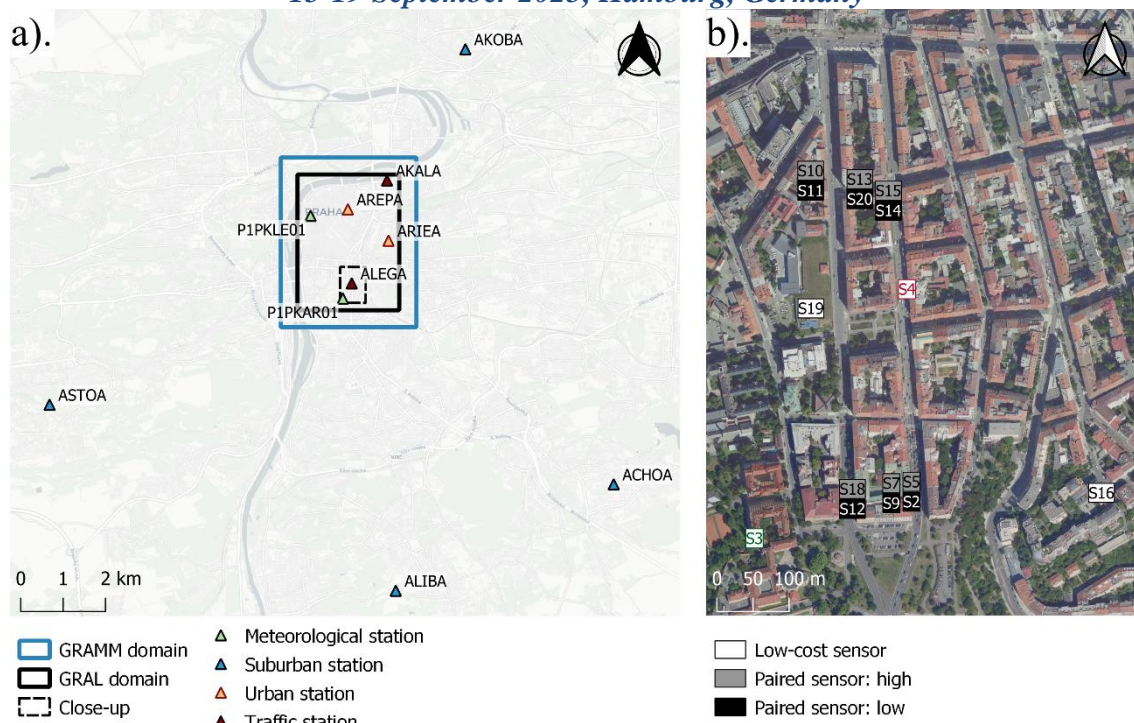 15-19 September 2025, Hamburg, Germany
a).
AKOBA
AKALA
AREPA
PRAHA
P1PKLE01
ARIEA
ALEGA
P1PKAR01
ASTOA
ACHOA
ALIBA
0 1 2 km
GRAMM domain
GRAL domain
Close-up
Meteorological station
Suburban station
Urban station
Traffic station
b).
S10
S11
S13
S20
S15
S14
S4
S19
S18
S12
S7
S9
S5
S2
S16
S3
0 50 100 m
Low-cost sensor
Paired sensor: high
Paired sensor: low